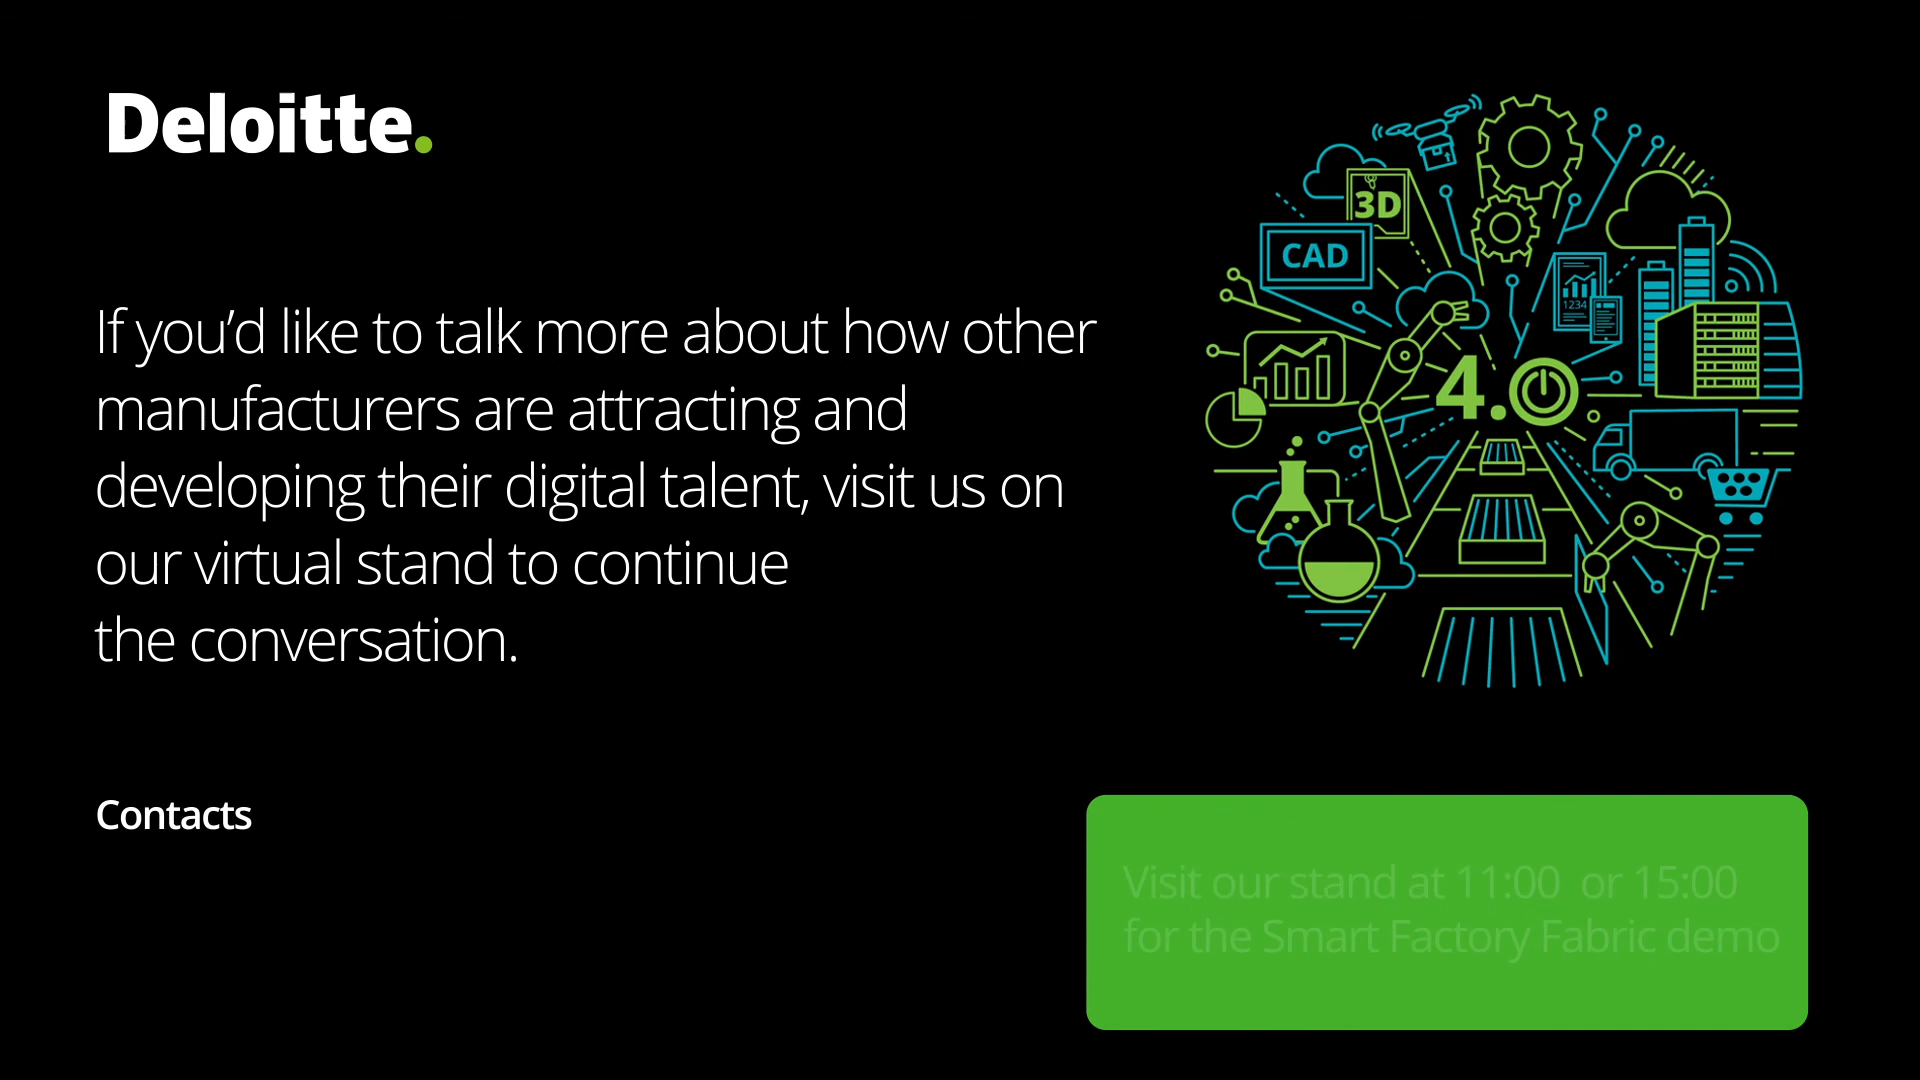 Deloitte.
If you’d like to talk more about how other
manufacturers are attracting and
developing their digital talent, visit us on
our virtual stand to continue
the conversation.
3D
CAD
1234
4.
Contacts
Visit our stand at 11:00  or 15:00
for the Smart Factory Fabric demo